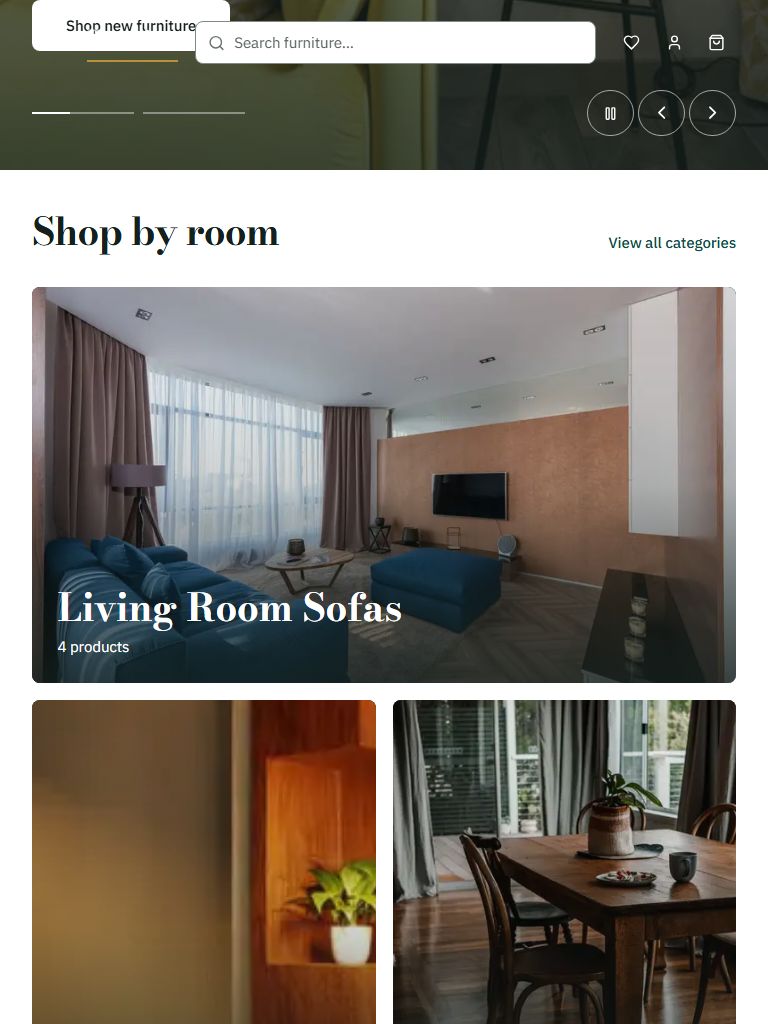 Shop new furniture
Search furniture...
Shop by room
View all categories
Living Room Sofas
4 products